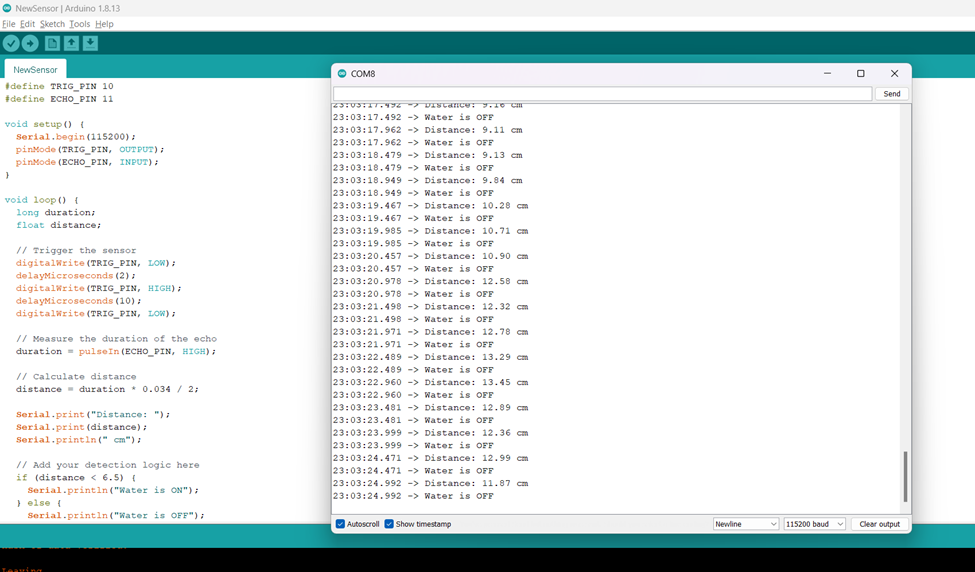 NewSensor | Arduino 1.8.13
File Edit Sketch Tools Help
NewSensor
#define TRIG_PIN 10
#define ECHO_PIN 11
void setup() {
Serial.begin(115200);
pinMode(TRIG_PIN, OUTPUT);
pinMode(ECHO_PIN, INPUT);
}
void loop() {
long duration;
float distance;
// Trigger the sensor
digitalWrite(TRIG_PIN, LOW);
delayMicroseconds(2);
digitalWrite(TRIG_PIN, HIGH);
delayMicroseconds(10);
digitalWrite(TRIG_PIN, LOW);
// Measure the duration of the echo
duration = pulseIn(ECHO_PIN, HIGH);
// Calculate distance
distance = duration * 0.034 / 2;
Serial.print("Distance: ");
Serial.print(distance);
Serial.println(" cm");
// Add your detection logic here
if (distance < 6.5) {
Serial.println("Water is ON");
} else {
Serial.println("Water is OFF");
COM8
Send
23:03:17.492 -> Distance: 9.16 cm
23:03:17.492 -> Water is OFF
23:03:17.962 -> Distance: 9.11 cm
23:03:17.962 -> Water is OFF
23:03:18.479 -> Distance: 9.13 cm
23:03:18.479 -> Water is OFF
23:03:18.949 -> Distance: 9.84 cm
23:03:18.949 -> Water is OFF
23:03:19.467 -> Distance: 10.28 cm
23:03:19.467 -> Water is OFF
23:03:19.985 -> Distance: 10.71 cm
23:03:19.985 -> Water is OFF
23:03:20.457 -> Distance: 10.90 cm
23:03:20.457 -> Water is OFF
23:03:20.978 -> Distance: 12.58 cm
23:03:20.978 -> Water is OFF
23:03:21.498 -> Distance: 12.32 cm
23:03:21.498 -> Water is OFF
23:03:21.971 -> Distance: 12.78 cm
23:03:21.971 -> Water is OFF
23:03:22.489 -> Distance: 13.29 cm
23:03:22.489 -> Water is OFF
23:03:22.960 -> Distance: 13.45 cm
23:03:22.960 -> Water is OFF
23:03:23.481 -> Distance: 12.89 cm
23:03:23.481 -> Water is OFF
23:03:23.999 -> Distance: 12.36 cm
23:03:23.999 -> Water is OFF
23:03:24.471 -> Distance: 12.99 cm
23:03:24.471 -> Water is OFF
23:03:24.992 -> Distance: 11.87 cm
23:03:24.992 -> Water is OFF
Autoscroll Show timestamp Newline 115200 baud Clear output